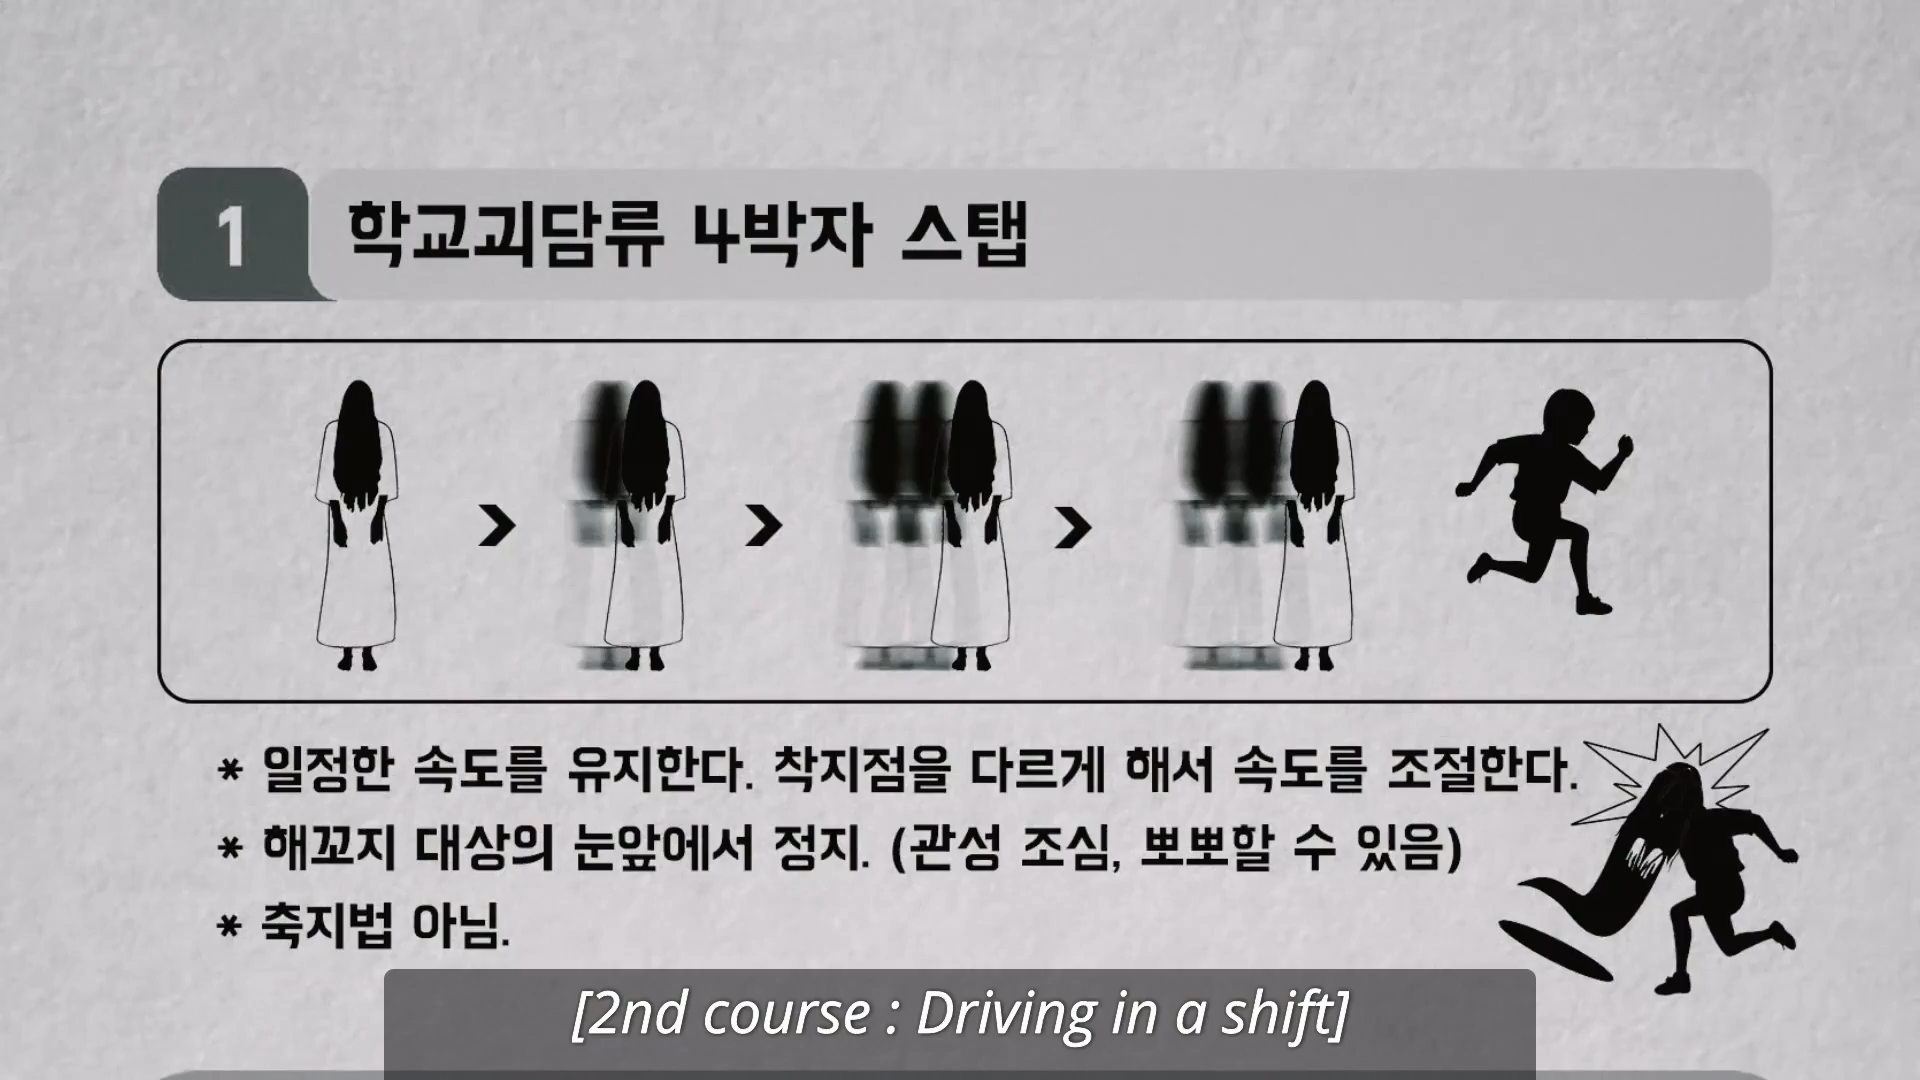 1
학교괴담류 4박자 스탭
* 일정한 속도를 유지한다. 착지점을 다르게 해서 속도를 조절한다.
* 해꼬지 대상의 눈앞에서 정지. (관성 조심, 뽀뽀할 수 있음)
* 축지법 아님.
[2nd course : Driving in a shift]